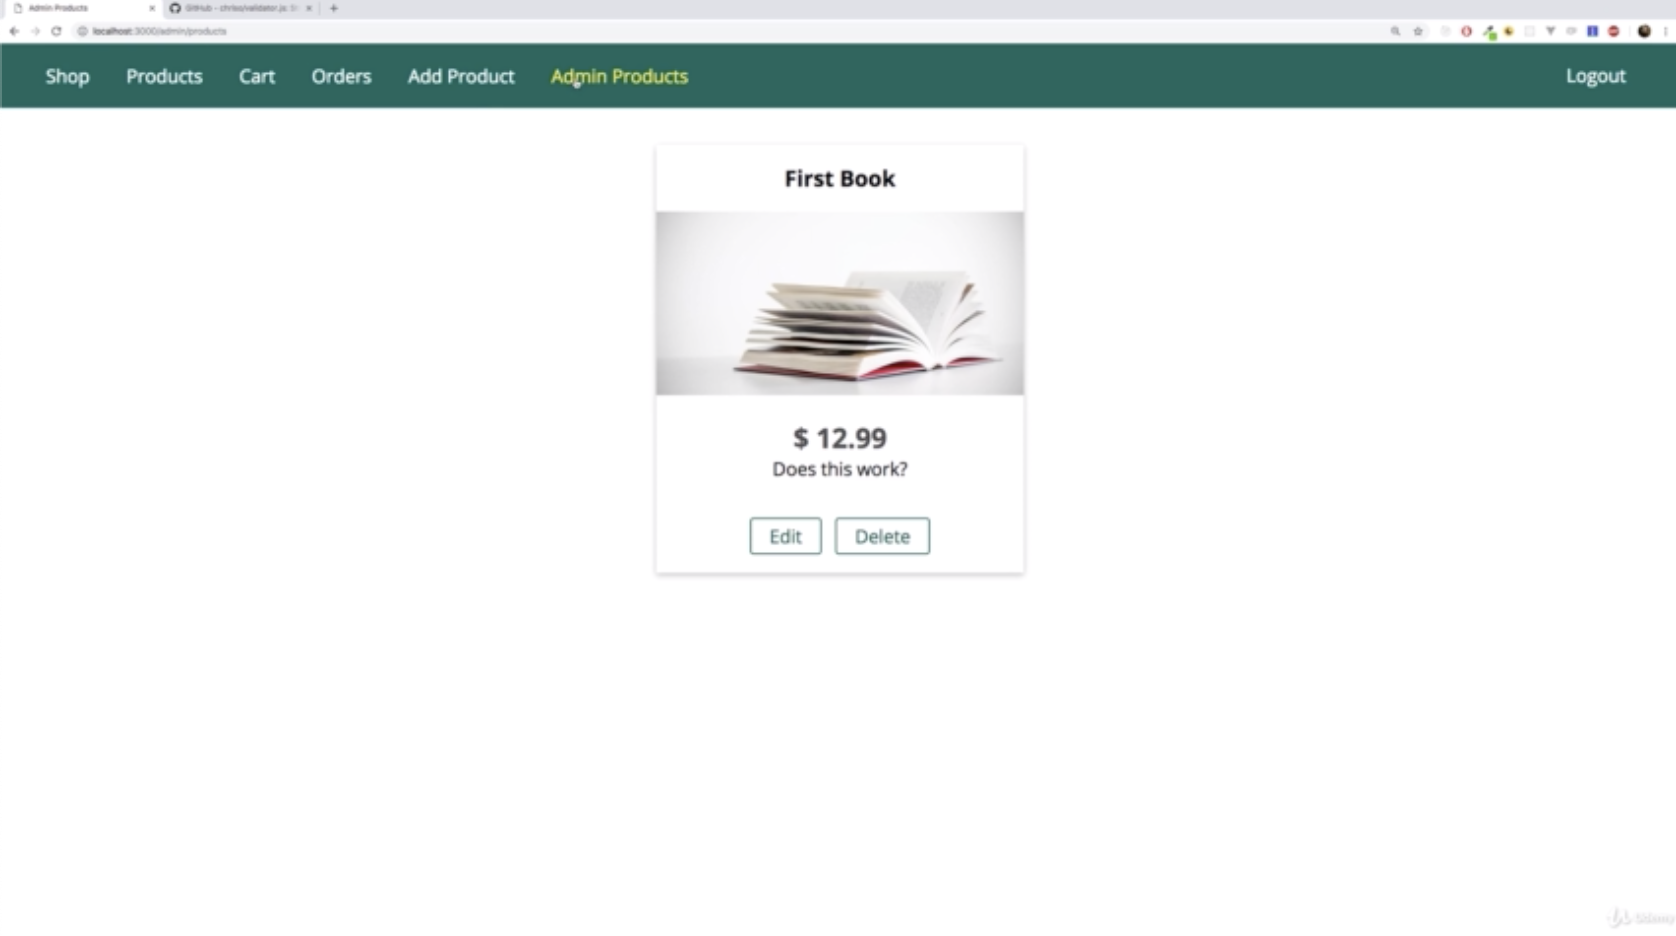 Admin Products
GitHub - chriso/validator.js: St
localhost:3000/admin/products
Shop Products Cart Orders Add Product Admin Products Logout
First Book
$ 12.99
Does this work?
Edit Delete
Udemy